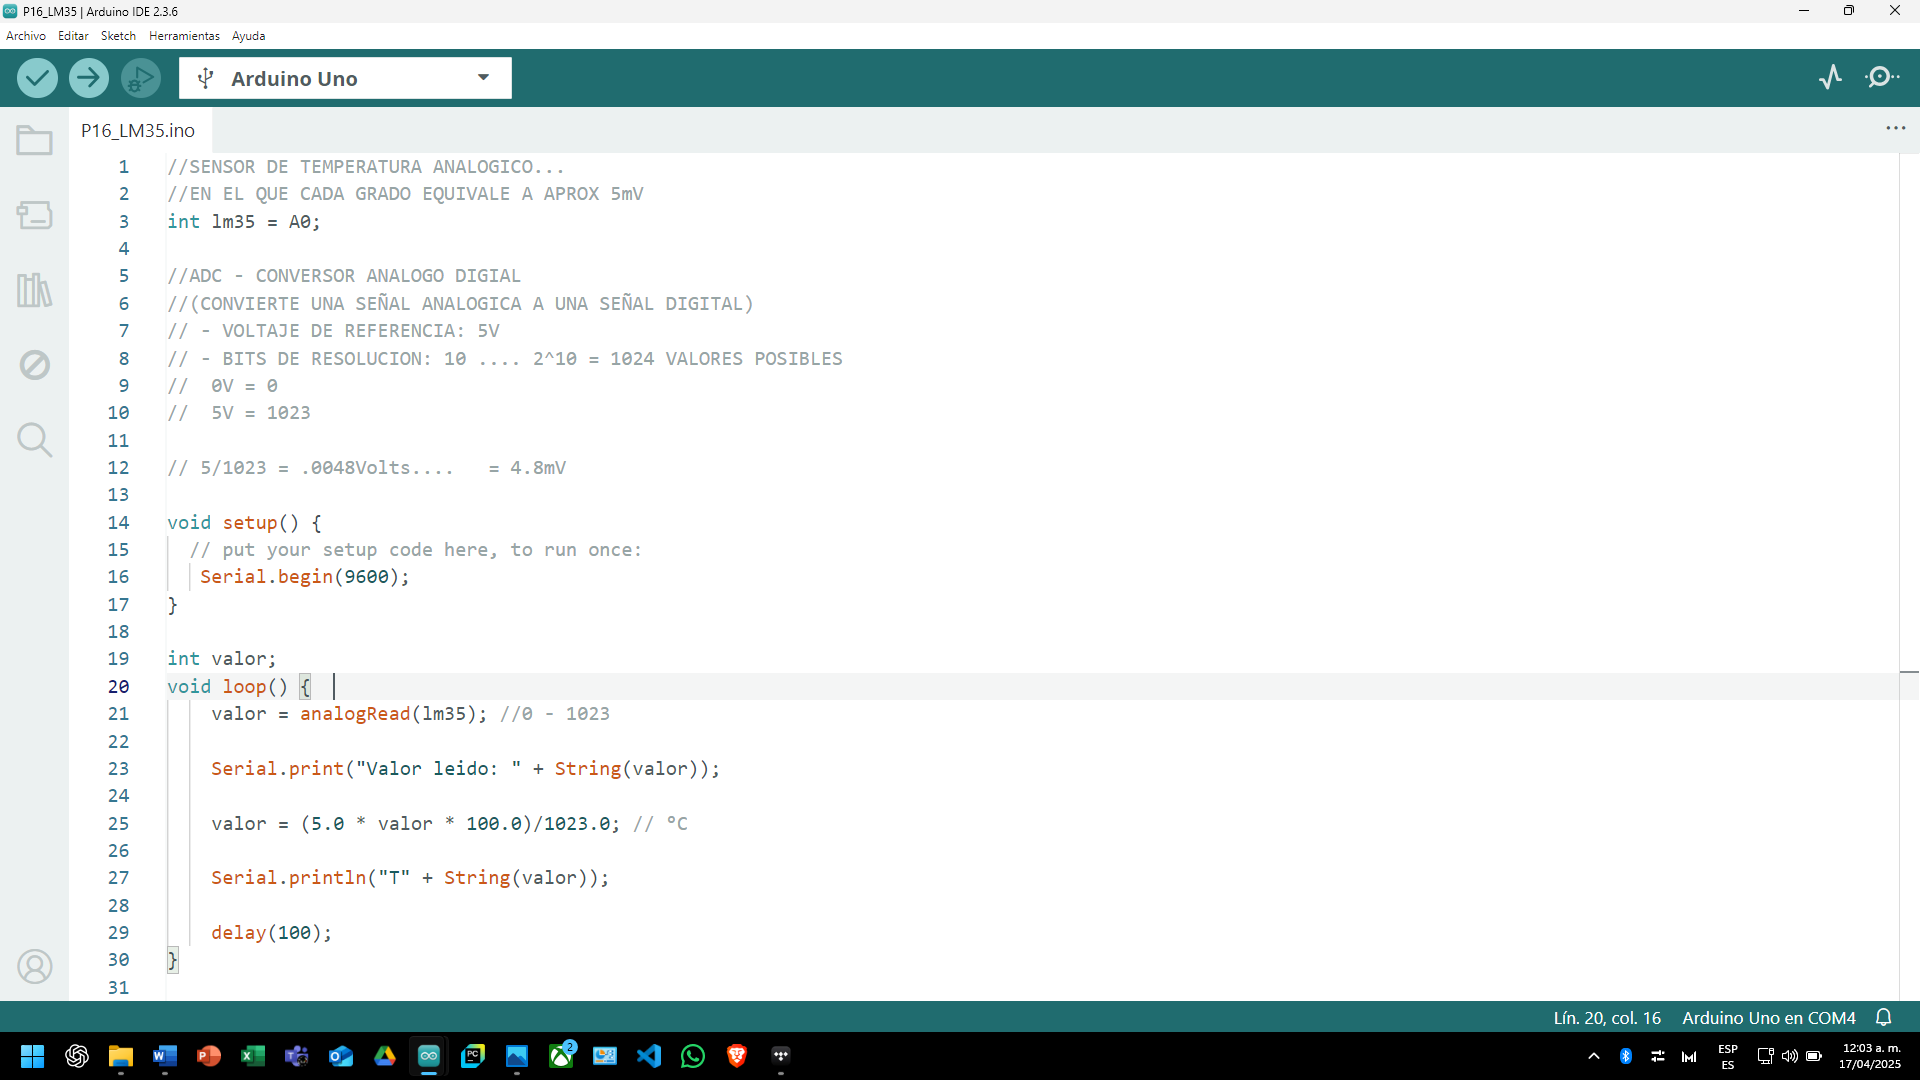 P16_LM35 | Arduino IDE 2.3.6
Archivo Editar Sketch Herramientas Ayuda
Arduino Uno
P16_LM35.ino
1 //SENSOR DE TEMPERATURA ANALOGICO...
2 //EN EL QUE CADA GRADO EQUIVALE A APROX 5mV
3 int lm35 = A0;
4
5 //ADC - CONVERSOR ANALOGO DIGIAL
6 //(CONVIERTE UNA SEÑAL ANALOGICA A UNA SEÑAL DIGITAL)
7 // - VOLTAJE DE REFERENCIA: 5V
8 // - BITS DE RESOLUCION: 10 .... 2^10 = 1024 VALORES POSIBLES
9 //  0V = 0
10 //  5V = 1023
11
12 // 5/1023 = .0048Volts....   = 4.8mV
13
14 void setup() {
15   // put your setup code here, to run once:
16    Serial.begin(9600);
17 }
18
19 int valor;
20 void loop() {
21     valor = analogRead(lm35); //0 - 1023
22
23     Serial.print("Valor leido: " + String(valor));
24
25     valor = (5.0 * valor * 100.0)/1023.0; // °C
26
27     Serial.println("T" + String(valor));
28
29     delay(100);
30 }
31
Lín. 20, col. 16 Arduino Uno en COM4
2
ESP
ES
12:03 a. m.
17/04/2025